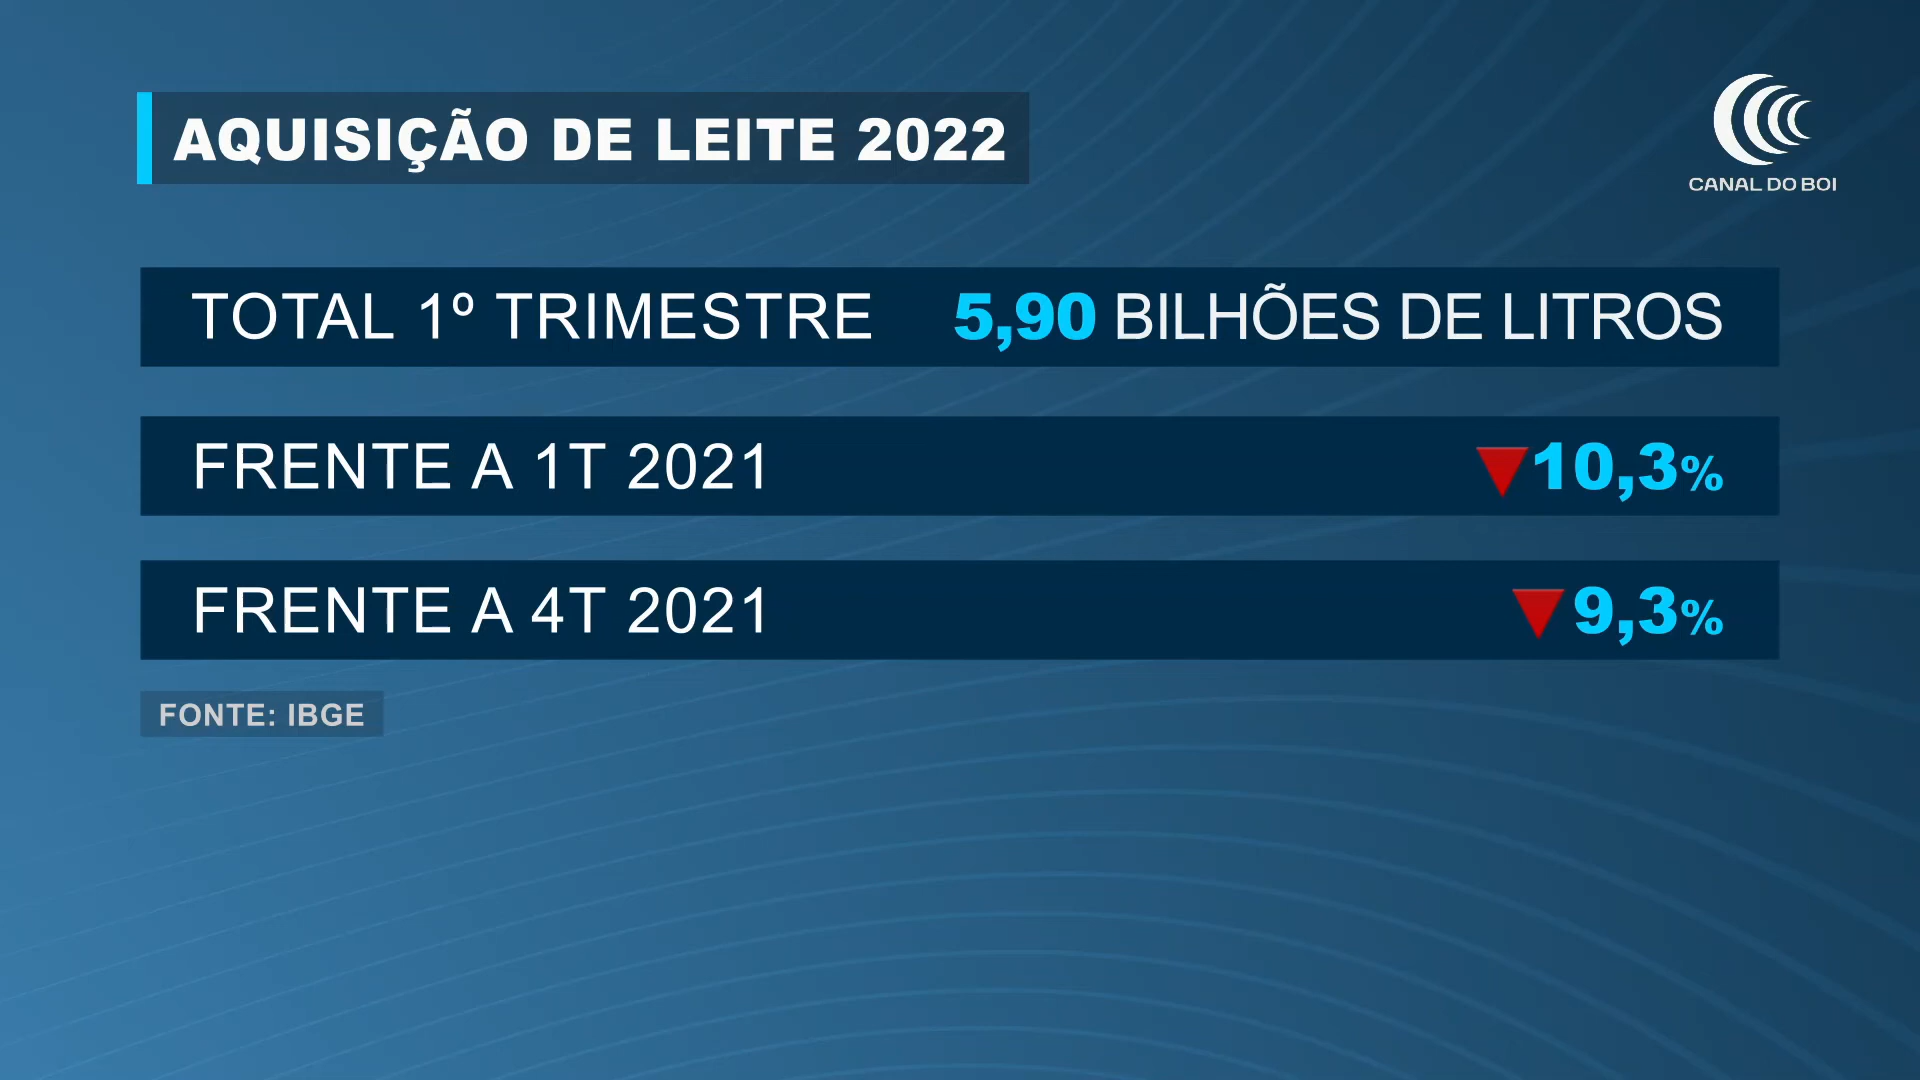 AQUISIÇÃO DE LEITE 2022
CANAL DO BOI
TOTAL 1º TRIMESTRE 5,90 BILHÕES DE LITROS
FRENTE A 1T 2021 10,3%
FRENTE A 4T 2021 9,3%
FONTE: IBGE